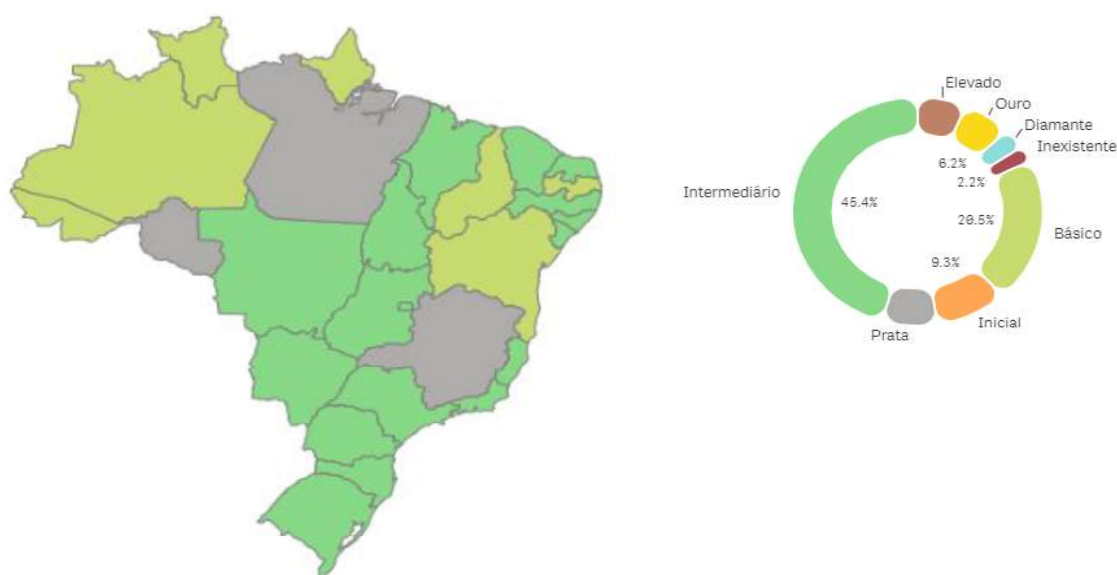 Elevado
Ouro
Diamante
Inexistente
6.2%
2.2%
Intermediário
45.4%
20.5%
Básico
9.3%
Inicial
Prata